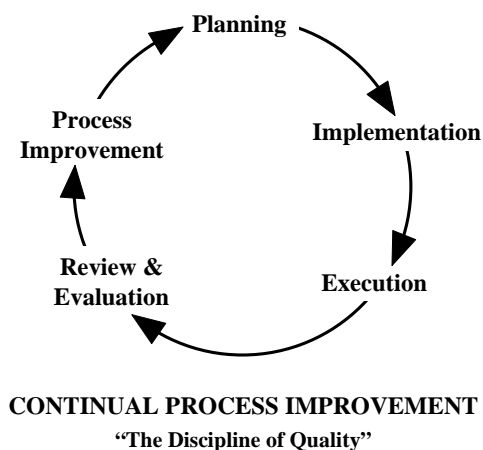 Planning
Implementation
Execution
Review &
Evaluation
Process
Improvement
CONTINUAL PROCESS IMPROVEMENT
“The Discipline of Quality”